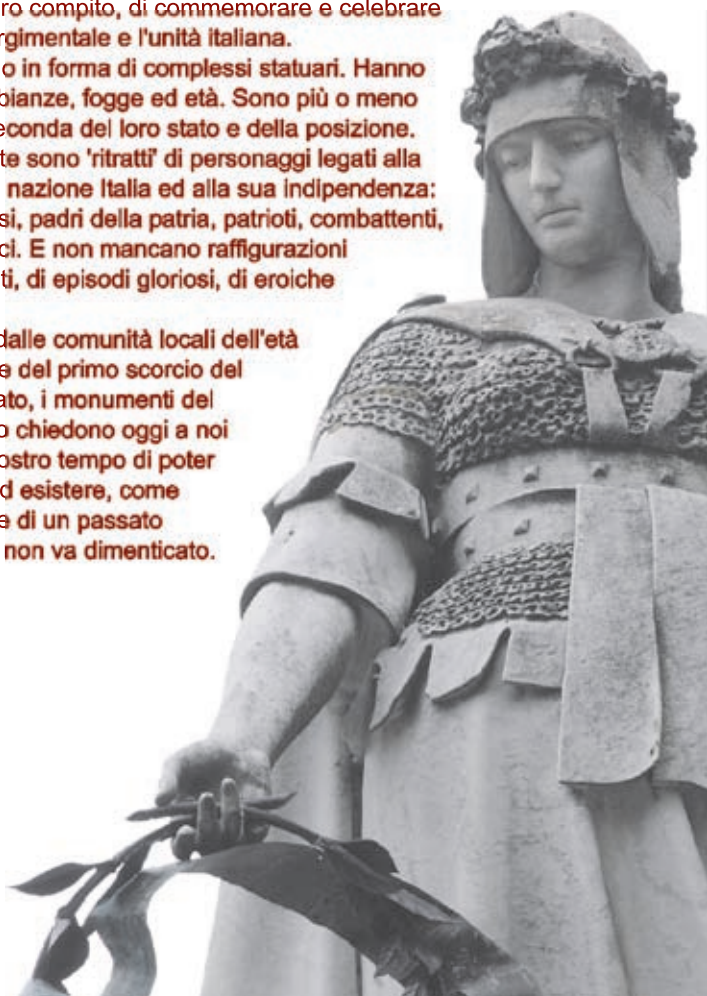 ro compito, di commemorare e celebrare
rgimentale e l'unità italiana.
o in forma di complessi statuari. Hanno
bianze, fogge ed età. Sono più o meno
econda del loro stato e della posizione.
te sono 'ritratti' di personaggi legati alla
nazione Italia ed alla sua indipendenza:
si, padri della patria, patrioti, combattenti,
ci. E non mancano raffigurazioni
ti, di episodi gloriosi, di eroiche
dalle comunità locali dell'età
e del primo scorcio del
ato, i monumenti del
o chiedono oggi a noi
ostro tempo di poter
d esistere, come
e di un passato
non va dimenticato.